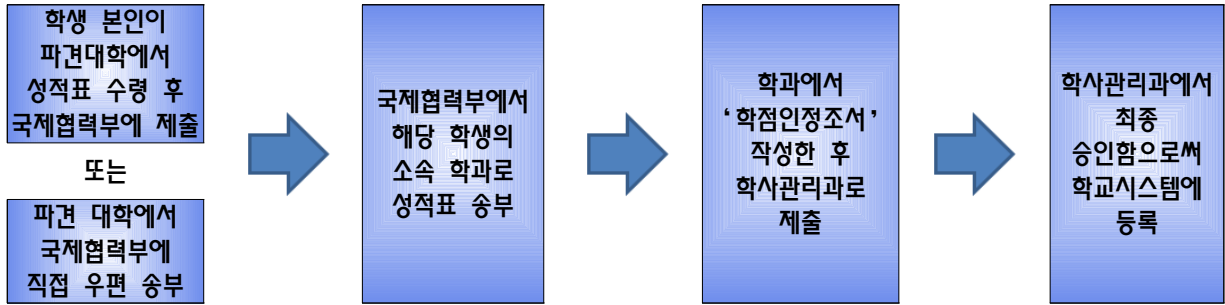 학생 본인이
파견대학에서
성적표 수령 후
국제협력부에 제출
또는
파견 대학에서
국제협력부에
직접 우편 송부
국제협력부에서
해당 학생의
소속 학과로
성적표 송부
학과에서
‘학점인정조서’
작성한 후
학사관리과로
제출
학사관리과에서
최종
승인함으로써
학교시스템에
등록